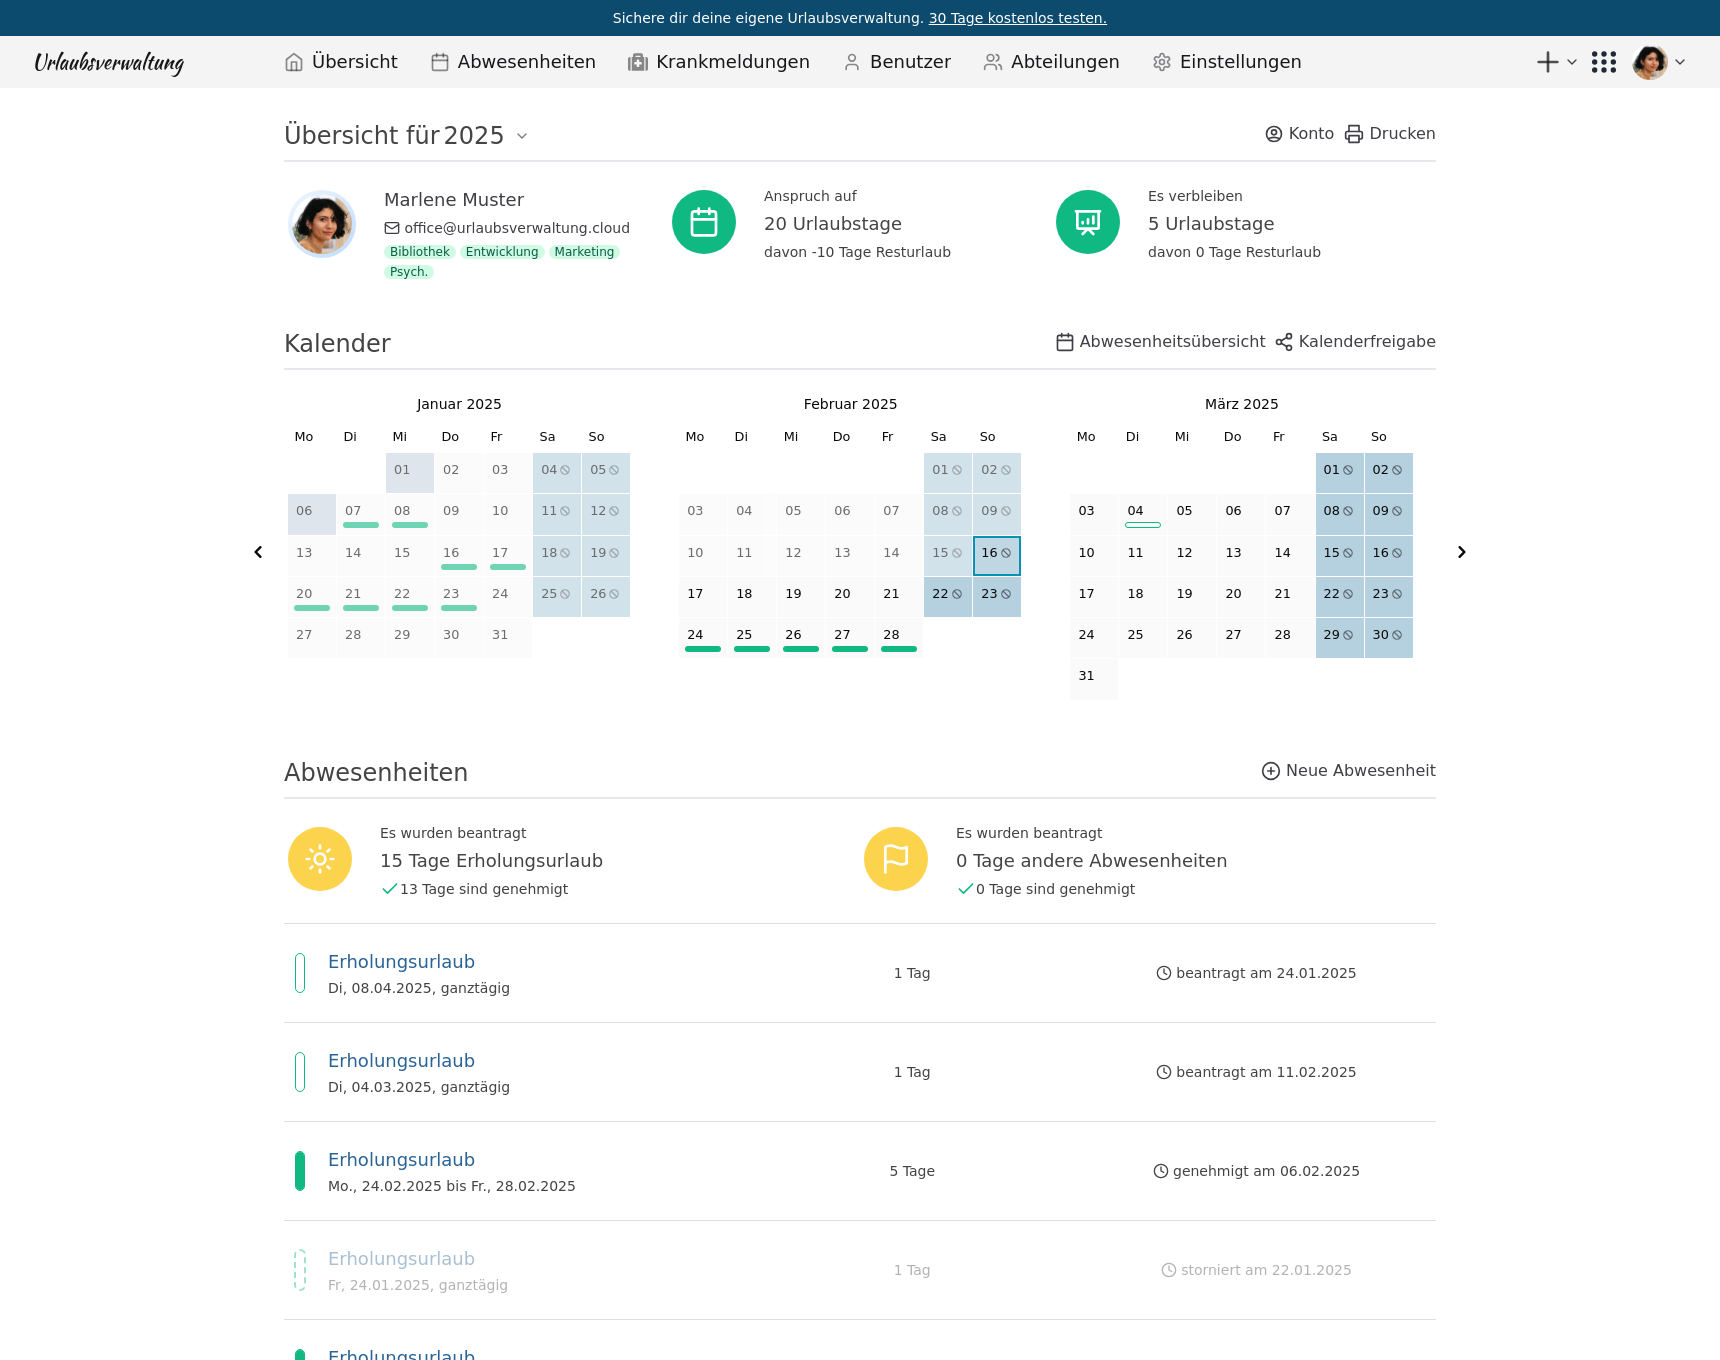 Sichere dir deine eigene Urlaubsverwaltung. 30 Tage kostenlos testen.
Urlaubsverwaltung Übersicht Abwesenheiten Krankmeldungen Benutzer Abteilungen Einstellungen
Übersicht für 2025 Konto Drucken
Marlene Muster
office@urlaubsverwaltung.cloud
Bibliothek Entwicklung Marketing
Psych.
Anspruch auf
20 Urlaubstage
davon -10 Tage Resturlaub
Es verbleiben
5 Urlaubstage
davon 0 Tage Resturlaub
Kalender Abwesenheitsübersicht Kalenderfreigabe
Januar 2025
Mo Di Mi Do Fr Sa So
01 02 03 04 05
06 07 08 09 10 11 12
13 14 15 16 17 18 19
20 21 22 23 24 25 26
27 28 29 30 31
Februar 2025
Mo Di Mi Do Fr Sa So
01 02
03 04 05 06 07 08 09
10 11 12 13 14 15 16
17 18 19 20 21 22 23
24 25 26 27 28
März 2025
Mo Di Mi Do Fr Sa So
01 02
03 04 05 06 07 08 09
10 11 12 13 14 15 16
17 18 19 20 21 22 23
24 25 26 27 28 29 30
31
Abwesenheiten Neue Abwesenheit
Es wurden beantragt
15 Tage Erholungsurlaub
13 Tage sind genehmigt
Es wurden beantragt
0 Tage andere Abwesenheiten
0 Tage sind genehmigt
Erholungsurlaub
Di, 08.04.2025, ganztägig
1 Tag
beantragt am 24.01.2025
Erholungsurlaub
Di, 04.03.2025, ganztägig
1 Tag
beantragt am 11.02.2025
Erholungsurlaub
Mo., 24.02.2025 bis Fr., 28.02.2025
5 Tage
genehmigt am 06.02.2025
Erholungsurlaub
Fr, 24.01.2025, ganztägig
1 Tag
storniert am 22.01.2025
Erholungsurlaub